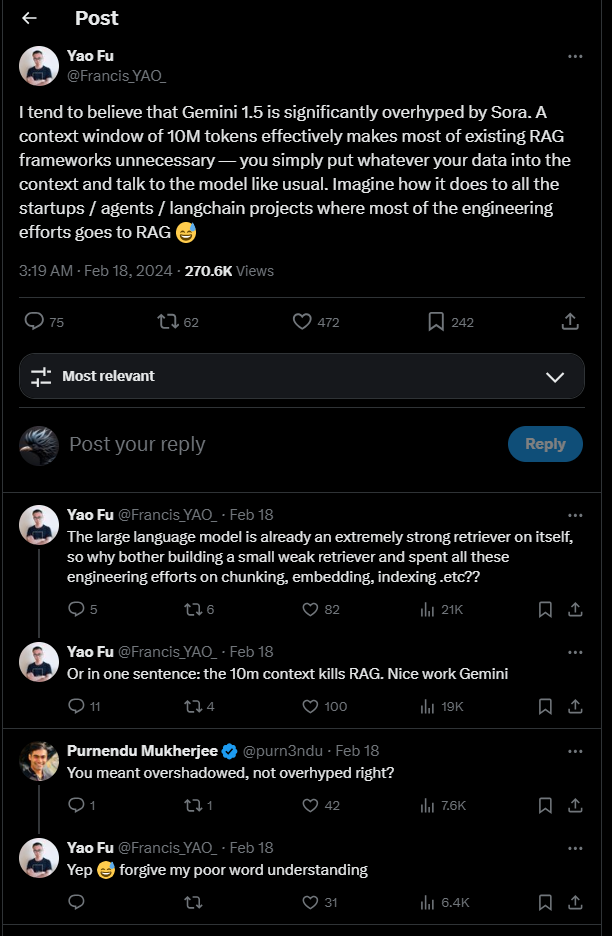 Post
Yao Fu
@Francis_YAO_
I tend to believe that Gemini 1.5 is significantly overhyped by Sora. A
context window of 10M tokens effectively makes most of existing RAG
frameworks unnecessary — you simply put whatever your data into the
context and talk to the model like usual. Imagine how it does to all the
startups / agents / langchain projects where most of the engineering
efforts goes to RAG 😅
3:19 AM · Feb 18, 2024 · 270.6K Views
75 62 472 242
Most relevant
Post your reply
Reply
Yao Fu @Francis_YAO_ · Feb 18
The large language model is already an extremely strong retriever on itself,
so why bother building a small weak retriever and spent all these
engineering efforts on chunking, embedding, indexing .etc??
5 6 82 21K
Yao Fu @Francis_YAO_ · Feb 18
Or in one sentence: the 10m context kills RAG. Nice work Gemini
11 4 100 19K
Purnendu Mukherjee @purn3ndu · Feb 18
You meant overshadowed, not overhyped right?
1 1 42 7.6K
Yao Fu @Francis_YAO_ · Feb 18
Yep 😅 forgive my poor word understanding
31 6.4K